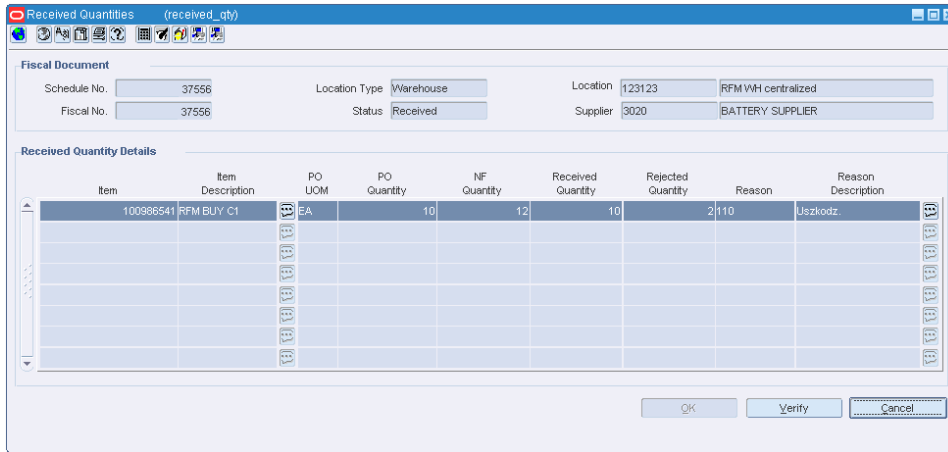 Received Quantities (received_qty)
Fiscal Document
Schedule No. 37556 Location Type Warehouse Location 123123 RFM WH centralized
Fiscal No. 37556 Status Received Supplier 3020 BATTERY SUPPLIER
Received Quantity Details
Item Item Description PO UOM PO Quantity NF Quantity Received Quantity Rejected Quantity Reason Reason Description
100986541 RFM BUY C1 EA 10 12 10 2 110 Uszkodz.
OK Verify Cancel